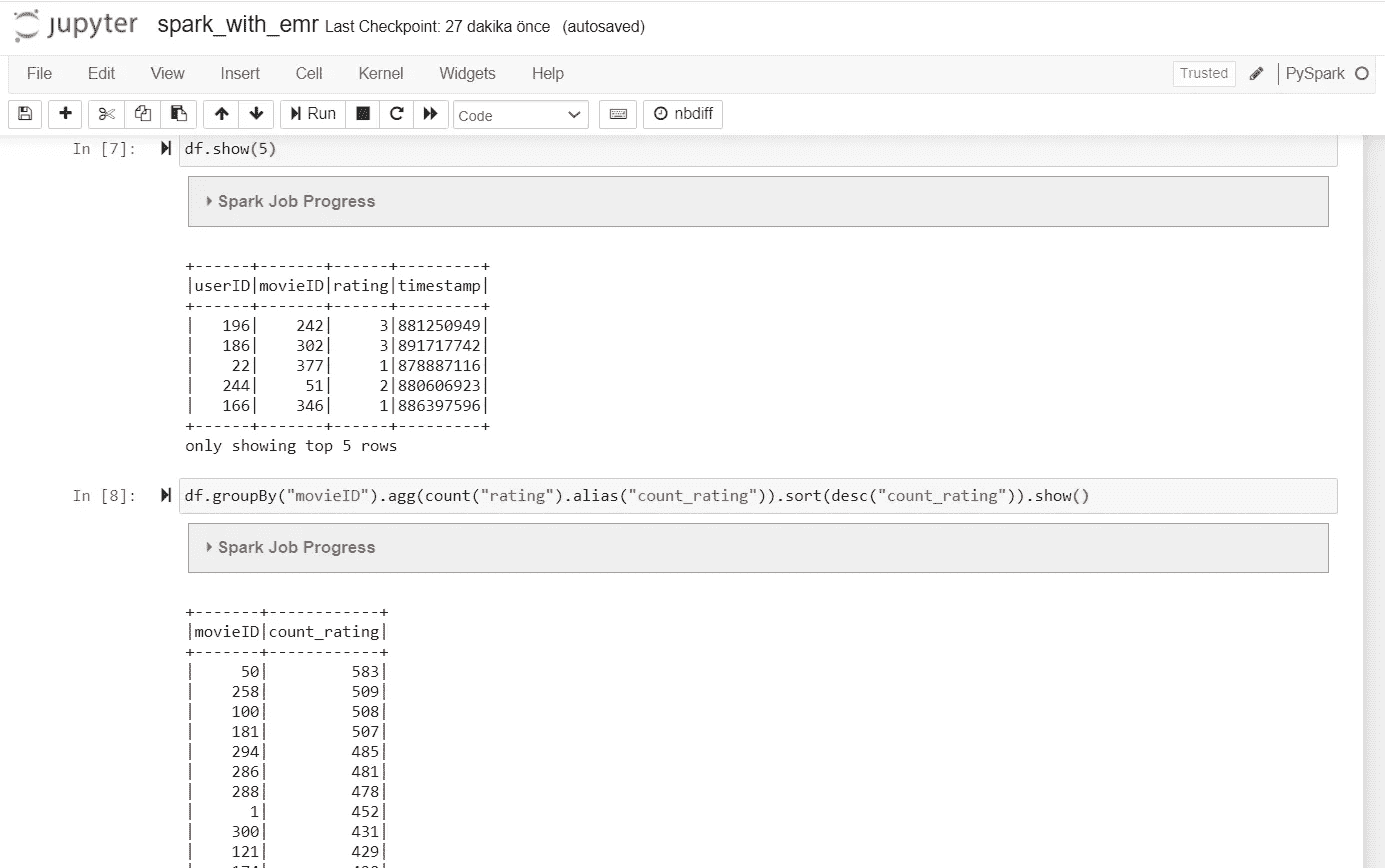 jupyter spark_with_emr Last Checkpoint: 27 dakika önce (autosaved)
File Edit View Insert Cell Kernel Widgets Help Trusted PySpark
Run Code nbdiff
In [7]: df.show(5)
Spark Job Progress
+------+-------+------+---------+
|userID|movieID|rating|timestamp|
+------+-------+------+---------+
|   196|    242|     3|881250949|
|   186|    302|     3|891717742|
|    22|    377|     1|878887116|
|   244|     51|     2|880606923|
|   166|    346|     1|886397596|
+------+-------+------+---------+
only showing top 5 rows
In [8]: df.groupBy("movieID").agg(count("rating").alias("count_rating")).sort(desc("count_rating")).show()
Spark Job Progress
+-------+------------+
|movieID|count_rating|
+-------+------------+
|     50|         583|
|    258|         509|
|    100|         508|
|    181|         507|
|    294|         485|
|    286|         481|
|    288|         478|
|      1|         452|
|    300|         431|
|    121|         429|